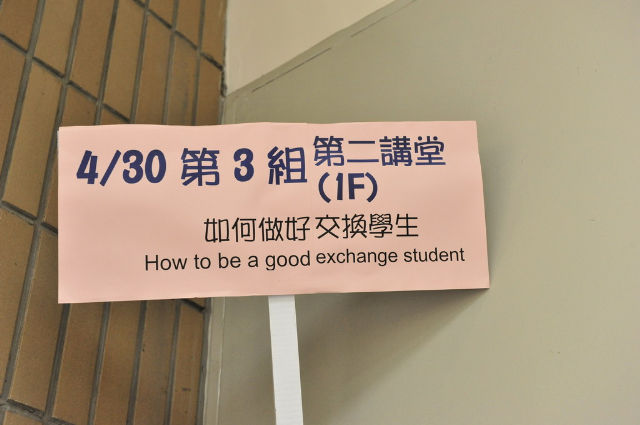 4/30 第 3 組 第二講堂
(1F)
如何做好交換學生
How to be a good exchange student